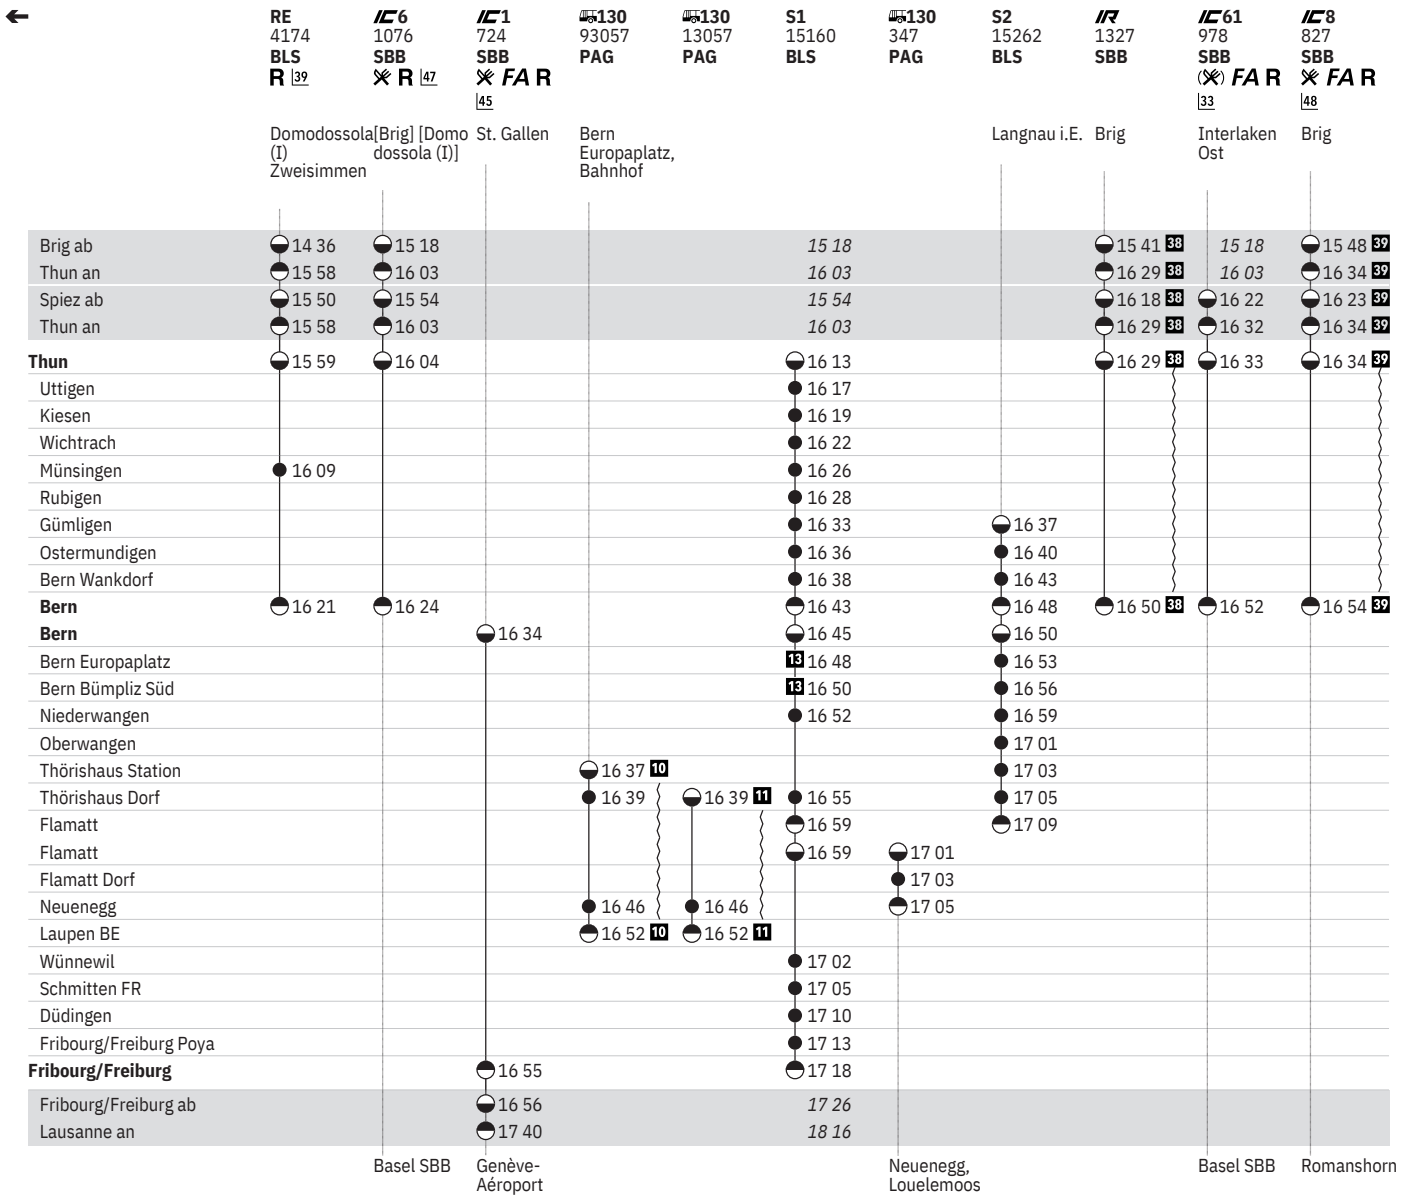 RE IC6 IC1 130 130 S1 130 S2 IR IC61 IC8
4174 1076 724 93057 13057 15160 347 15262 1327 978 827
BLS SBB SBB PAG PAG BLS PAG BLS SBB SBB SBB
R 39 R 47 FA R FA R FA R
45 33 48
Domodossola [Brig] [Domo St. Gallen Bern Langnau i.E. Brig Interlaken Brig
(I) dossola (I)] Europaplatz, Ost
Zweisimmen Bahnhof
Brig ab 14 36 15 18 15 18 15 41 38 15 18 15 48 39
Thun an 15 58 16 03 16 03 16 29 38 16 03 16 34 39
Spiez ab 15 50 15 54 15 54 16 18 38 16 22 16 23 39
Thun an 15 58 16 03 16 03 16 29 38 16 32 16 34 39
Thun 15 59 16 04 16 13 16 29 38 16 33 16 34 39
Uttigen 16 17
Kiesen 16 19
Wichtrach 16 22
Münsingen 16 09 16 26
Rubigen 16 28
Gümligen 16 33 16 37
Ostermundigen 16 36 16 40
Bern Wankdorf 16 38 16 43
Bern 16 21 16 24 16 43 16 48 16 50 38 16 52 16 54 39
Bern 16 34 16 45 16 50
Bern Europaplatz 13 16 48 16 53
Bern Bümpliz Süd 13 16 50 16 56
Niederwangen 16 52 16 59
Oberwangen 17 01
Thörishaus Station 16 37 10 17 03
Thörishaus Dorf 16 39 16 39 11 16 55 17 05
Flamatt 16 59 17 09
Flamatt 16 59 17 01
Flamatt Dorf 17 03
Neuenegg 16 46 16 46 17 05
Laupen BE 16 52 10 16 52 11
Wünnewil 17 02
Schmitten FR 17 05
Düdingen 17 10
Fribourg/Freiburg Poya 17 13
Fribourg/Freiburg 16 55 17 18
Fribourg/Freiburg ab 16 56 17 26
Lausanne an 17 40 18 16
Basel SBB Genève- Neuenegg, Basel SBB Romanshorn
Aéroport Louelemoos